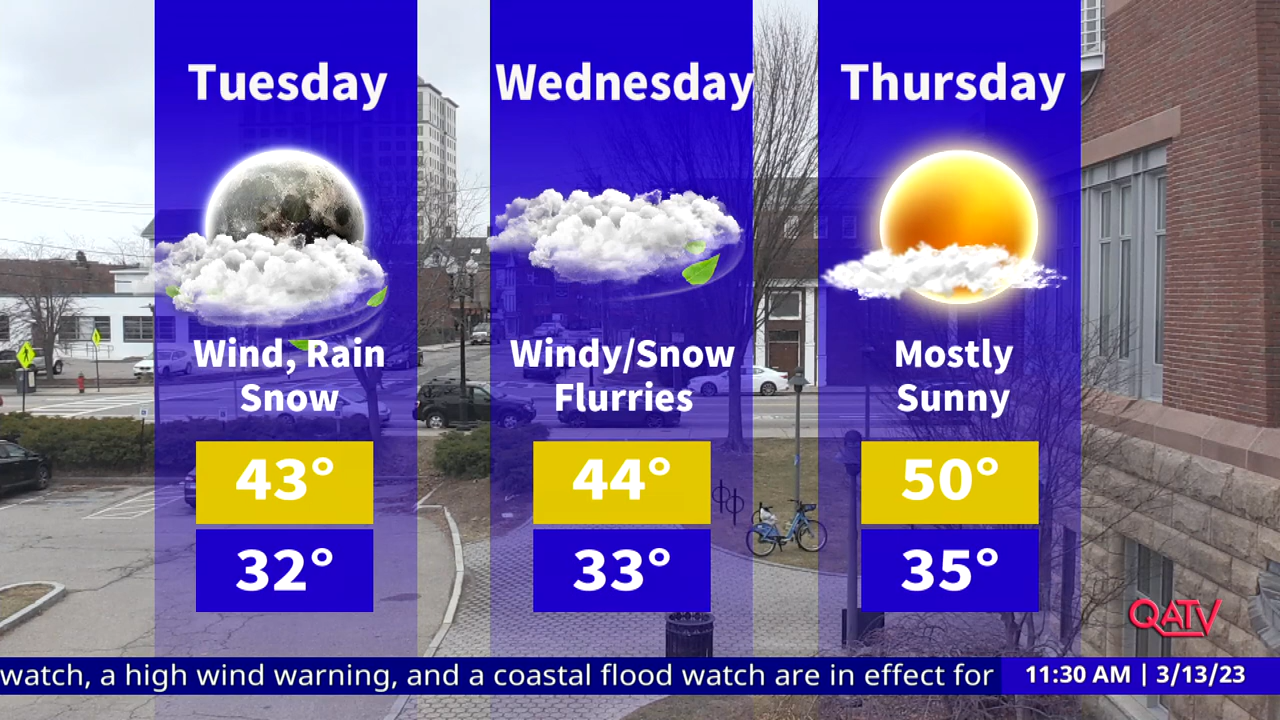 Tuesday
Wind, Rain
Snow
43°
32°
Wednesday
Windy/Snow
Flurries
44°
33°
Thursday
Mostly
Sunny
50°
35°
QATV
watch, a high wind warning, and a coastal flood watch are in effect for
11:30 AM | 3/13/23